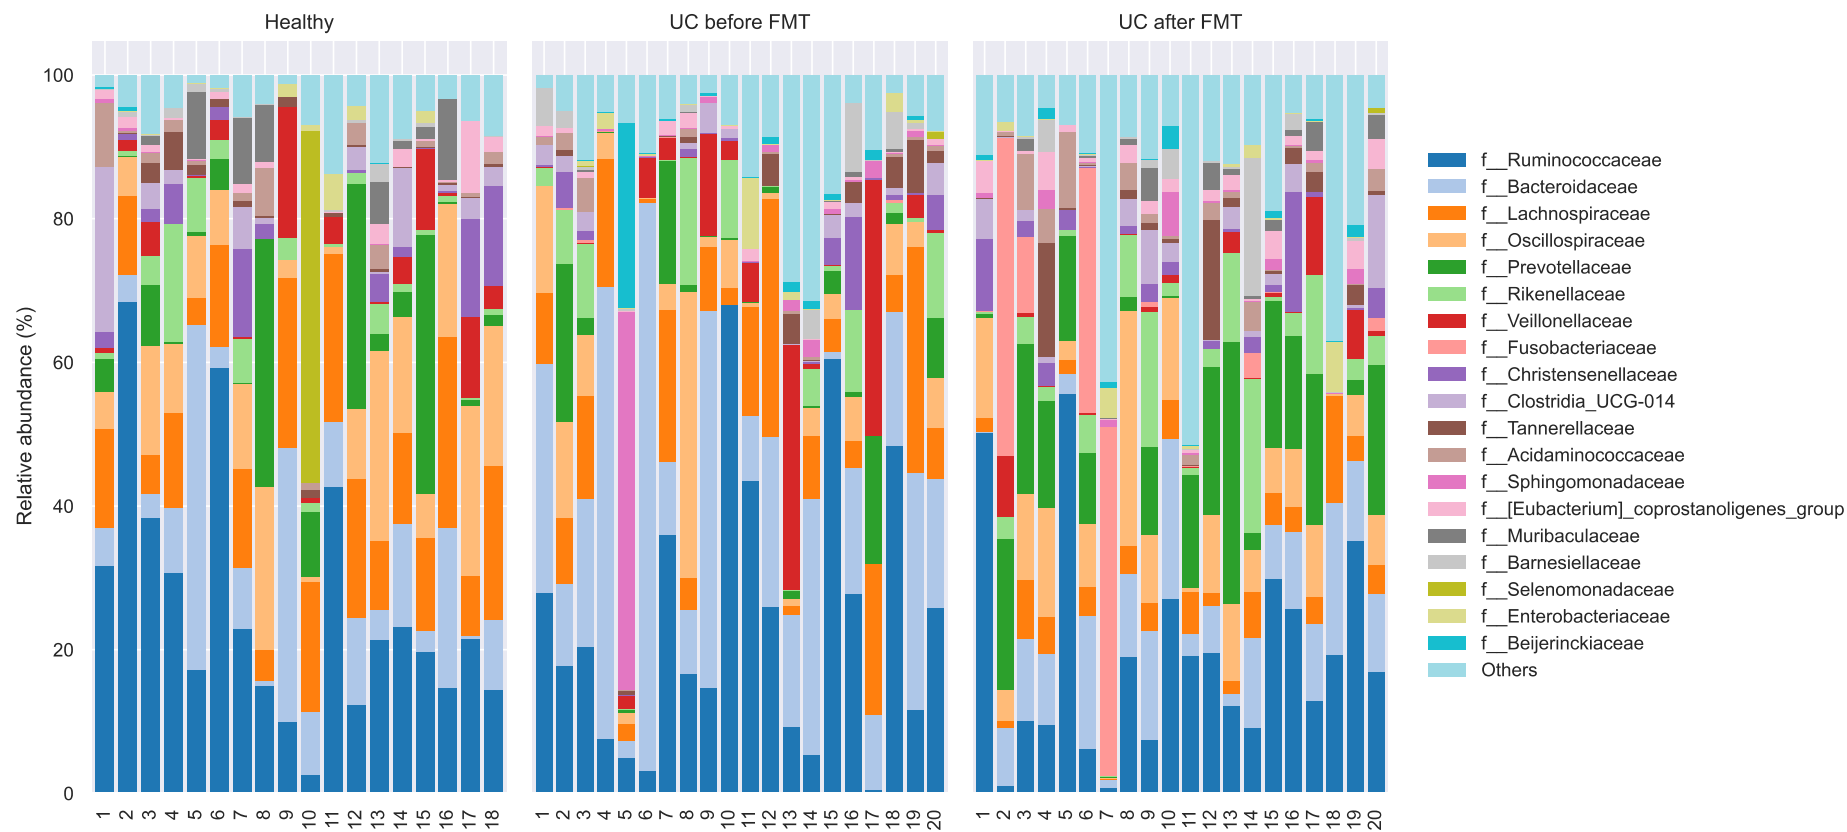 Healthy
UC before FMT
UC after FMT
Relative abundance (%)
100
80
60
40
20
0
1 2 3 4 5 6 7 8 9 10 11 12 13 14 15 16 17 18
1 2 3 4 5 6 7 8 9 10 11 12 13 14 15 16 17 18 19 20
1 2 3 4 5 6 7 8 9 10 11 12 13 14 15 16 17 18 19 20
f__Ruminococcaceae
f__Bacteroidaceae
f__Lachnospiraceae
f__Oscillospiraceae
f__Prevotellaceae
f__Rikenellaceae
f__Veillonellaceae
f__Fusobacteriaceae
f__Christensenellaceae
f__Clostridia_UCG-014
f__Tannerellaceae
f__Acidaminococcaceae
f__Sphingomonadaceae
f__[Eubacterium]_coprostanoligenes_group
f__Muribaculaceae
f__Barnesiellaceae
f__Selenomonadaceae
f__Enterobacteriaceae
f__Beijerinckiaceae
Others